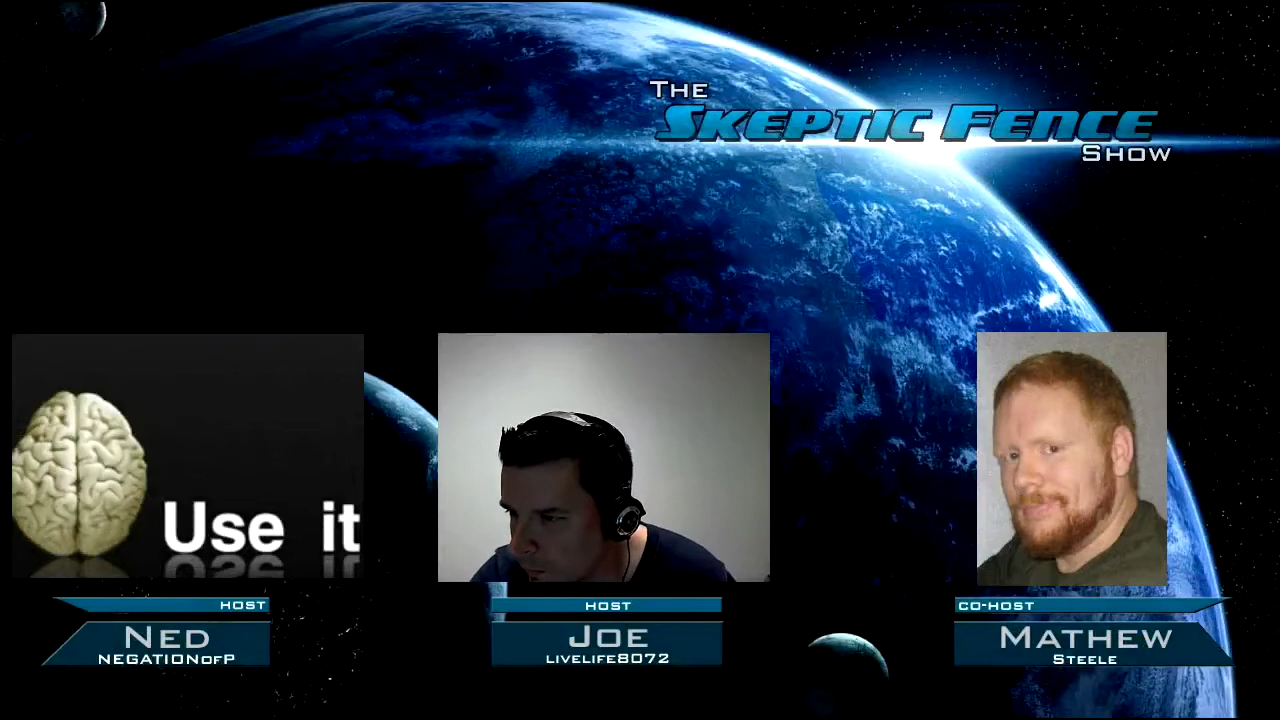 THE
SKEPTIC FENCE
SHOW
Use it
HOST
NED
NEGATIONOFP
HOST
JOE
LIVELIFE8072
CO-HOST
MATHEW
STEELE